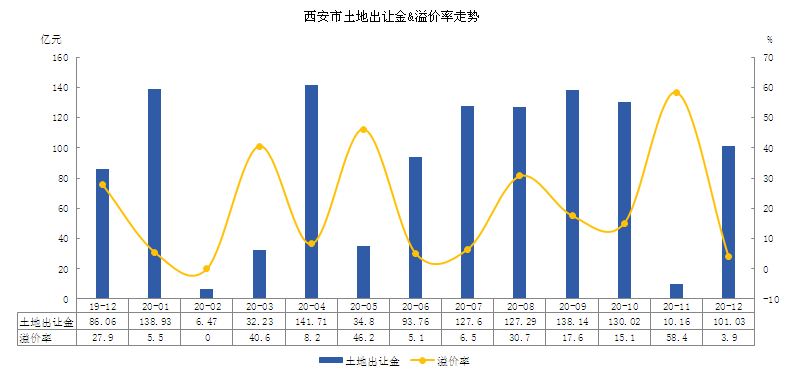 西安市土地出让金&溢价率走势
亿元 %
160 70
140 60
120 50
100 40
80 30
60 20
40 10
20 0
0 -10
19-12 20-01 20-02 20-03 20-04 20-05 20-06 20-07 20-08 20-09 20-10 20-11 20-12
土地出让金 86.06 138.93 6.47 32.23 141.71 34.8 93.76 127.6 127.29 138.14 130.02 10.16 101.03
溢价率 27.9 5.5 0 40.6 8.2 46.2 5.1 6.5 30.7 17.6 15.1 58.4 3.9
土地出让金 溢价率